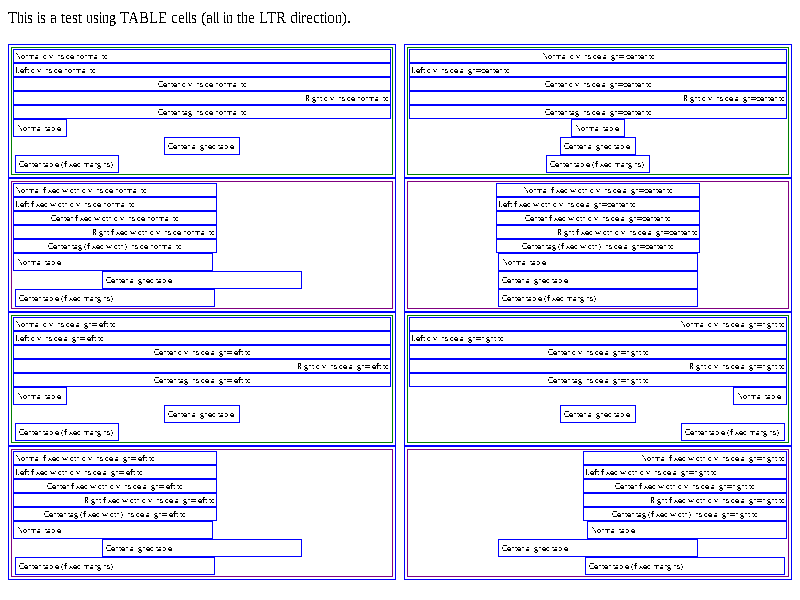 This is a test using TABLE cells (all in the LTR direction).
Normal div inside normal td
Left div inside normal td
Center div inside normal td
Right div inside normal td
Center tag inside normal td
Normal table
Center aligned table
Center table (fixed margins)
Normal div inside align=center td
Left div inside align=center td
Center div inside align=center td
Right div inside align=center td
Center tag inside align=center td
Normal table
Center aligned table
Center table (fixed margins)
Normal fixed width div inside normal td
Left fixed width div inside normal td
Center fixed width div inside normal td
Right fixed width div inside normal td
Center tag (fixed width) inside normal td
Normal table
Center aligned table
Center table (fixed margins)
Normal fixed width div inside align=center td
Left fixed width div inside align=center td
Center fixed width div inside align=center td
Right fixed width div inside align=center td
Center tag (fixed width) inside align=center td
Normal table
Center aligned table
Center table (fixed margins)
Normal div inside align=left td
Left div inside align=left td
Center div inside align=left td
Right div inside align=left td
Center tag inside align=left td
Normal table
Center aligned table
Center table (fixed margins)
Normal div inside align=right td
Left div inside align=right td
Center div inside align=right td
Right div inside align=right td
Center tag inside align=right td
Normal table
Center aligned table
Center table (fixed margins)
Normal fixed width div inside align=left td
Left fixed width div inside align=left td
Center fixed width div inside align=left td
Right fixed width div inside align=left td
Center tag (fixed width) inside align=left td
Normal table
Center aligned table
Center table (fixed margins)
Normal fixed width div inside align=right td
Left fixed width div inside align=right td
Center fixed width div inside align=right td
Right fixed width div inside align=right td
Center tag (fixed width) inside align=right td
Normal table
Center aligned table
Center table (fixed margins)